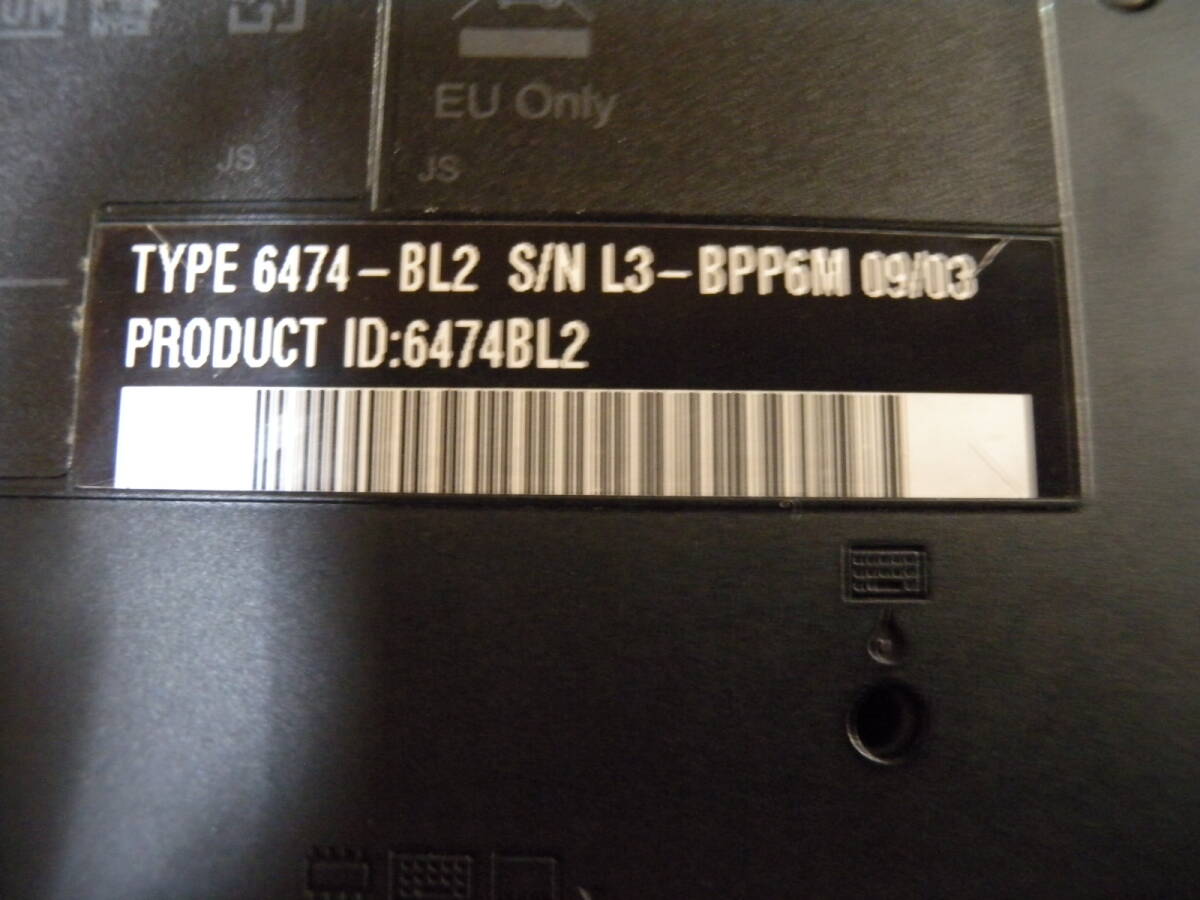 EU Only
JS
JS
TYPE 6474-BL2 S/N L3-BPP6M 09/03
PRODUCT ID:6474BL2